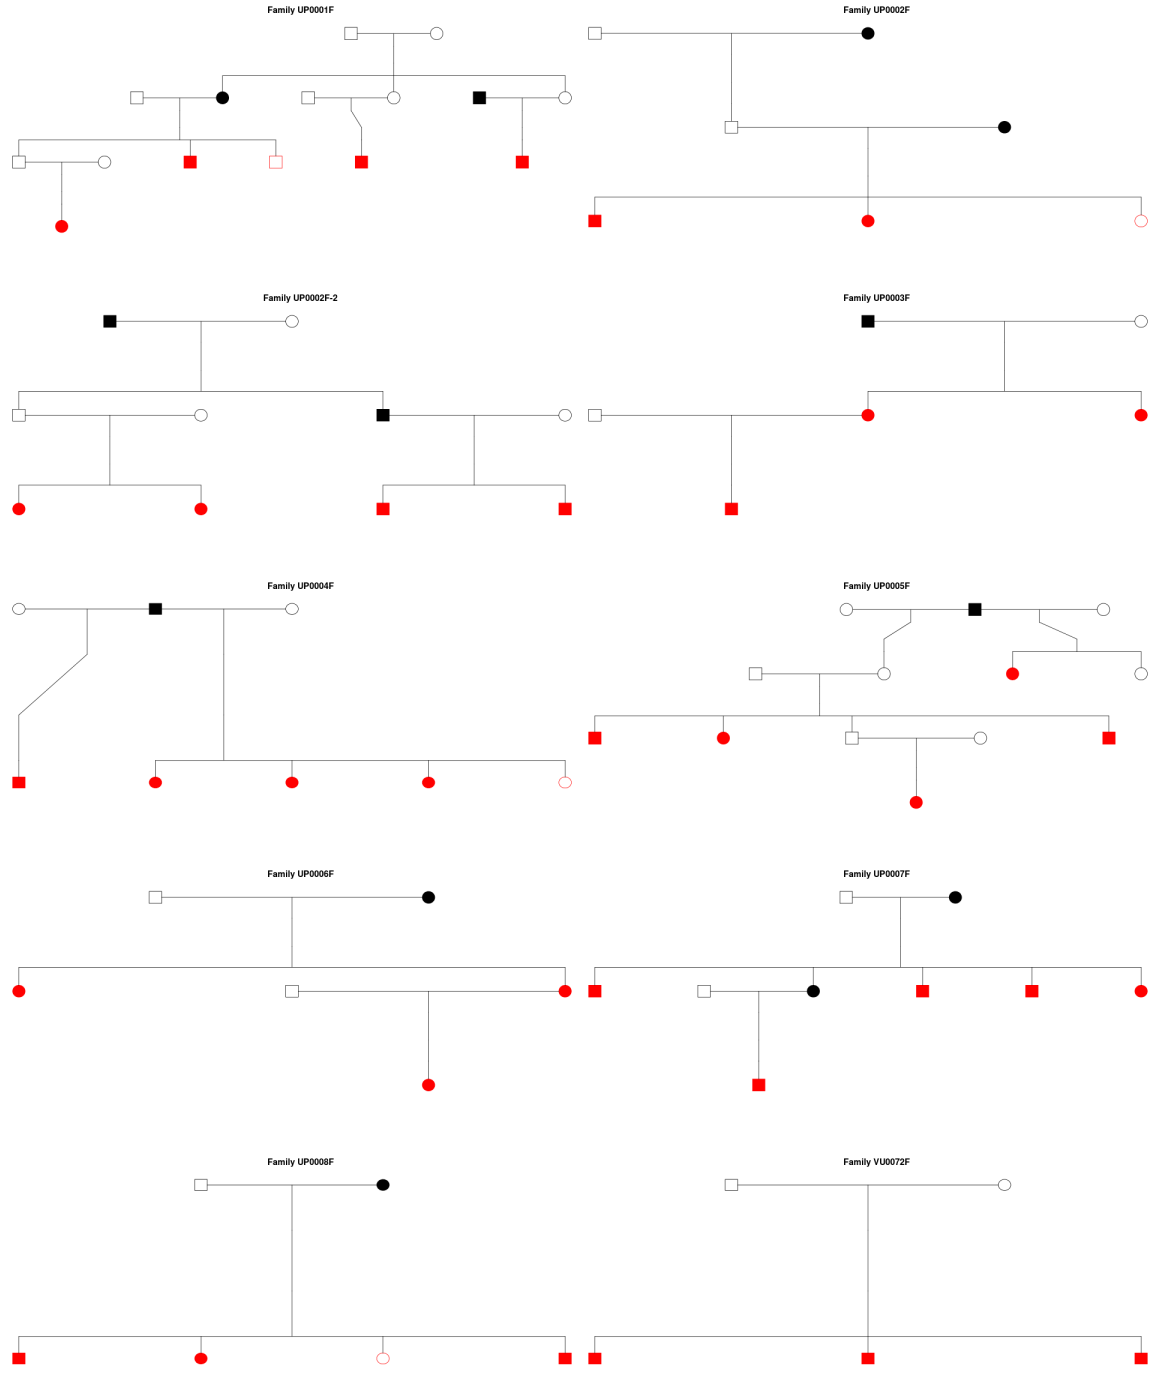 Family UP0001F
Family UP0002F
Family UP0002F-2
Family UP0003F
Family UP0004F
Family UP0005F
Family UP0006F
Family UP0007F
Family UP0008F
Family VU0072F